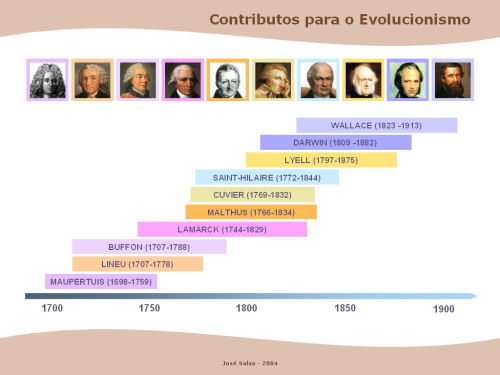 Contributos para o Evolucionismo
WALLACE (1823 -1913)
DARWIN (1809 -1882)
LYELL (1797-1875)
SAINT-HILAIRE (1772-1844)
CUVIER (1769-1832)
MALTHUS (1766-1834)
LAMARCK (1744-1829)
BUFFON (1707-1788)
LINEU (1707-1778)
MAUPERTUIS (1698-1759)
1700 1750 1800 1850 1900
José Salsa - 2004